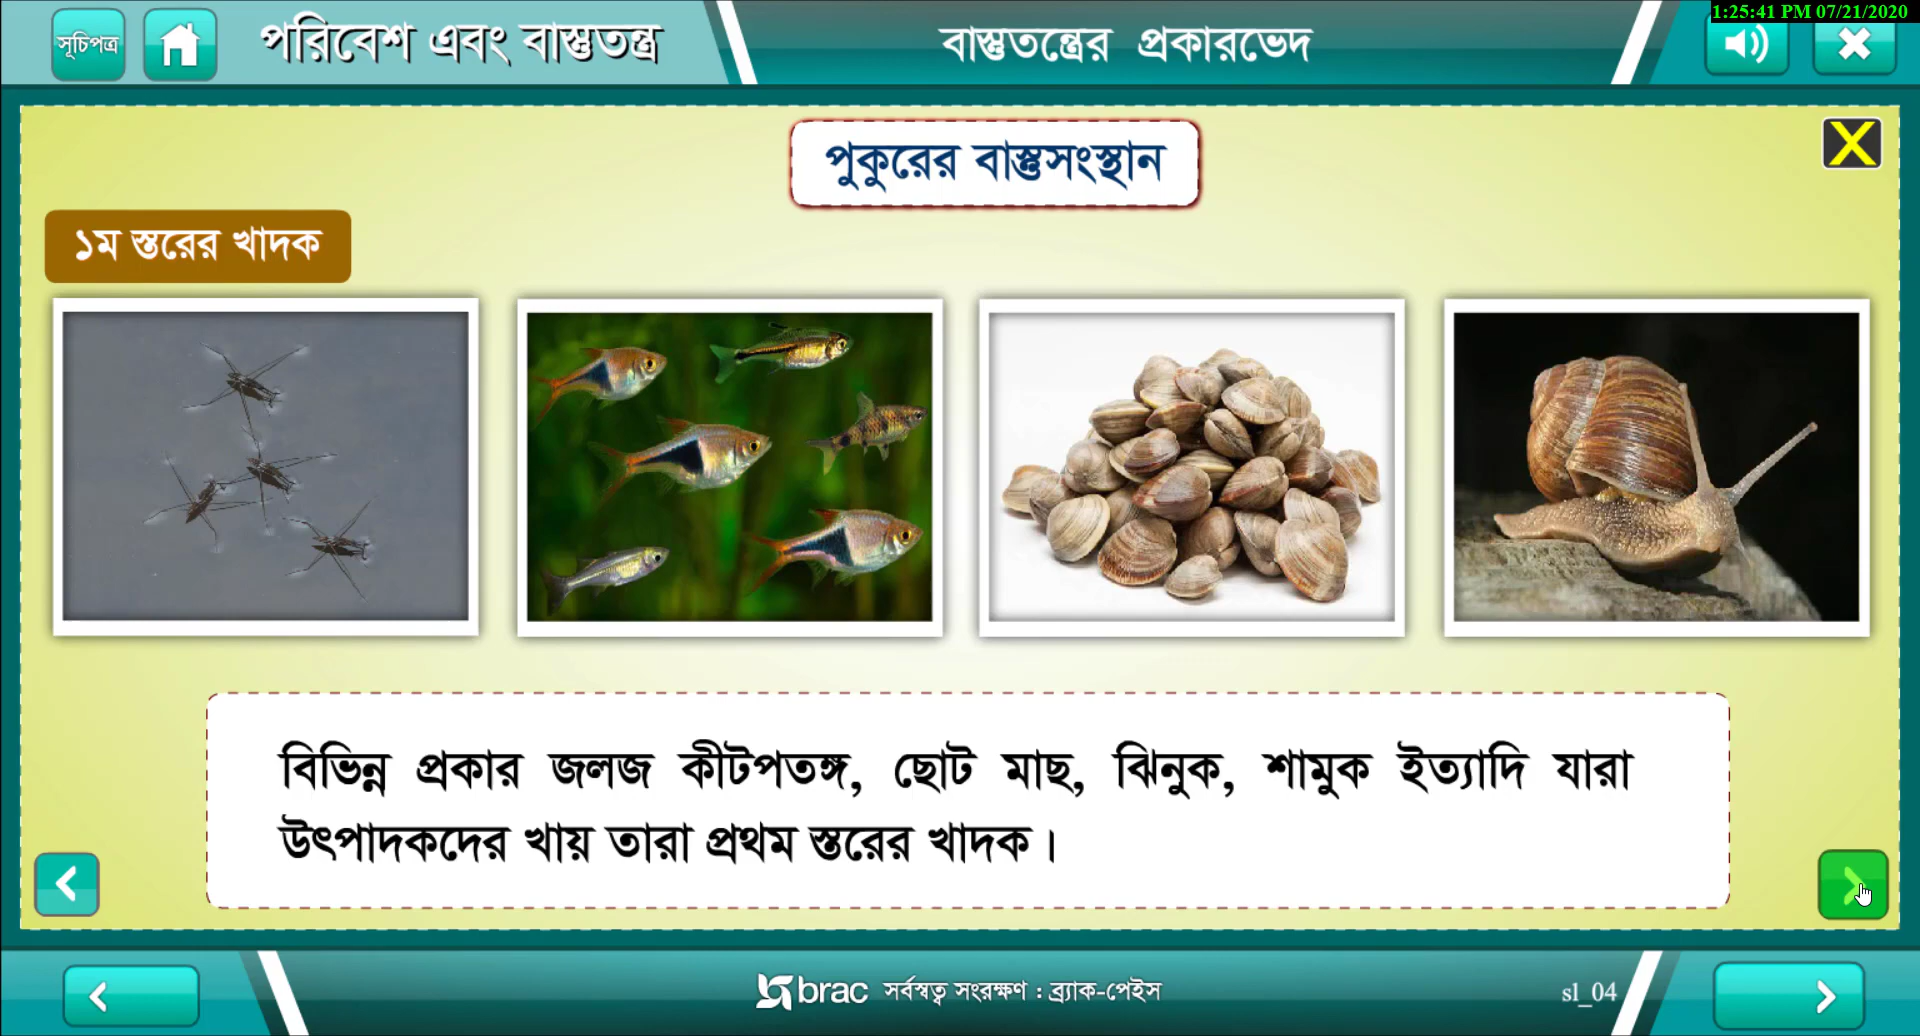 1:25:41 PM 07/21/2020
সূচিপত্র
পরিবেশ এবং বাস্তুতন্ত্র
বাস্তুতন্ত্রের প্রকারভেদ
পুকুরের বাস্তুসংস্থান
১ম স্তরের খাদক
বিভিন্ন প্রকার জলজ কীটপতঙ্গ, ছোট মাছ, ঝিনুক, শামুক ইত্যাদি যারা
উৎপাদকদের খায় তারা প্রথম স্তরের খাদক।
brac সর্বস্বত্ব সংরক্ষণ : ব্র্যাক-পেইস
sl_04